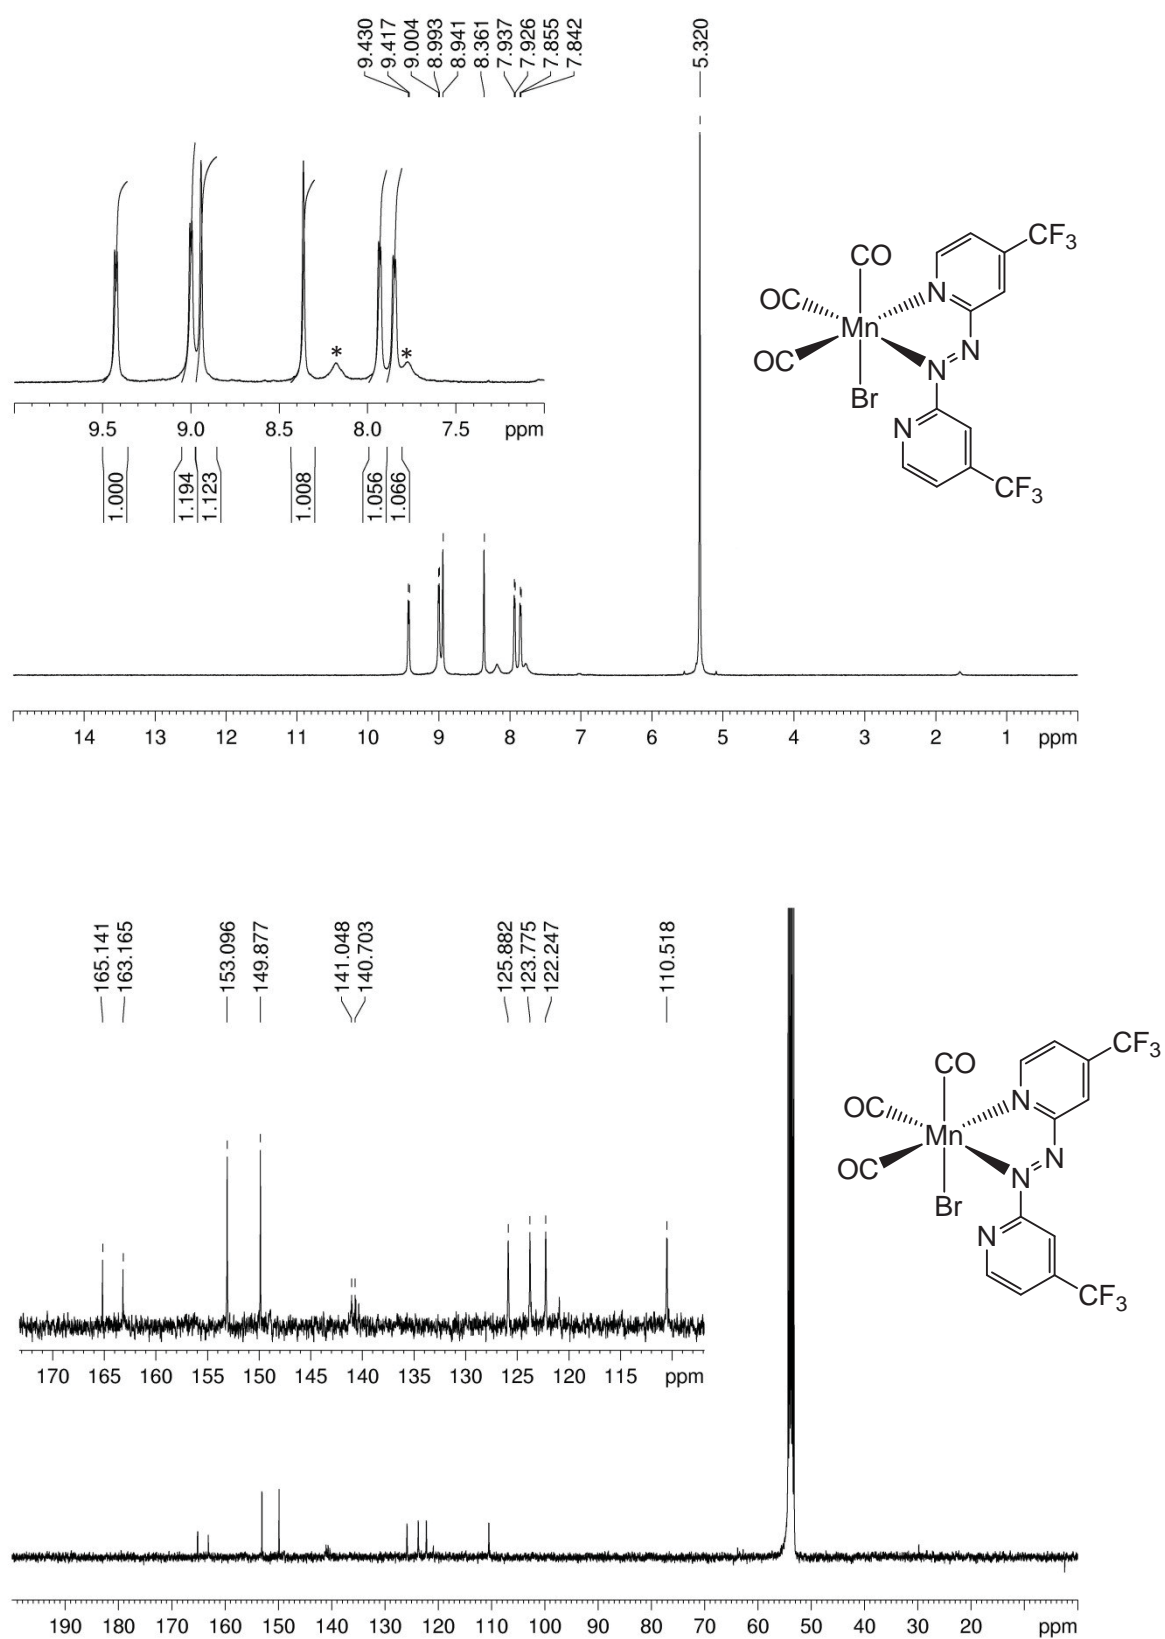 9.430
9.417
9.004
8.993
8.941
8.361
7.937
7.926
7.855
7.842
5.320
*
*
9.5 9.0 8.5 8.0 7.5 ppm
1.000
1.194
1.123
1.008
1.056
1.066
CO
OC
OC
Mn
Br
N
N
N
N
CF3
CF3
14 13 12 11 10 9 8 7 6 5 4 3 2 1 ppm
165.141
163.165
153.096
149.877
141.048
140.703
125.882
123.775
122.247
110.518
170 165 160 155 150 145 140 135 130 125 120 115 ppm
CO
OC
OC
Mn
Br
N
N
N
N
CF3
CF3
190 180 170 160 150 140 130 120 110 100 90 80 70 60 50 40 30 20 ppm